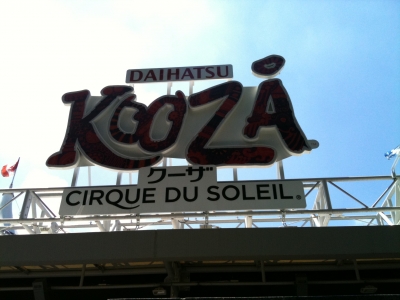 DAIHATSU
KOOZÅ
クーザ
CIRQUE DU SOLEIL®